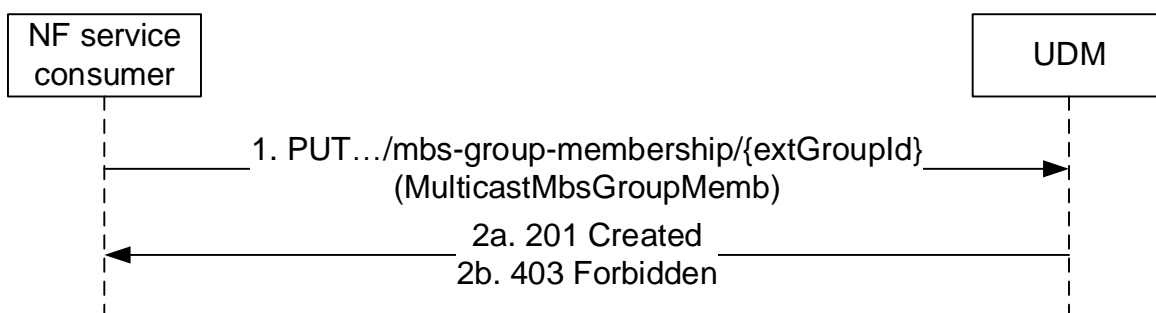 NF service
consumer
UDM
1. PUT…/mbs-group-membership/{extGroupId}
(MulticastMbsGroupMemb)
2a. 201 Created
2b. 403 Forbidden